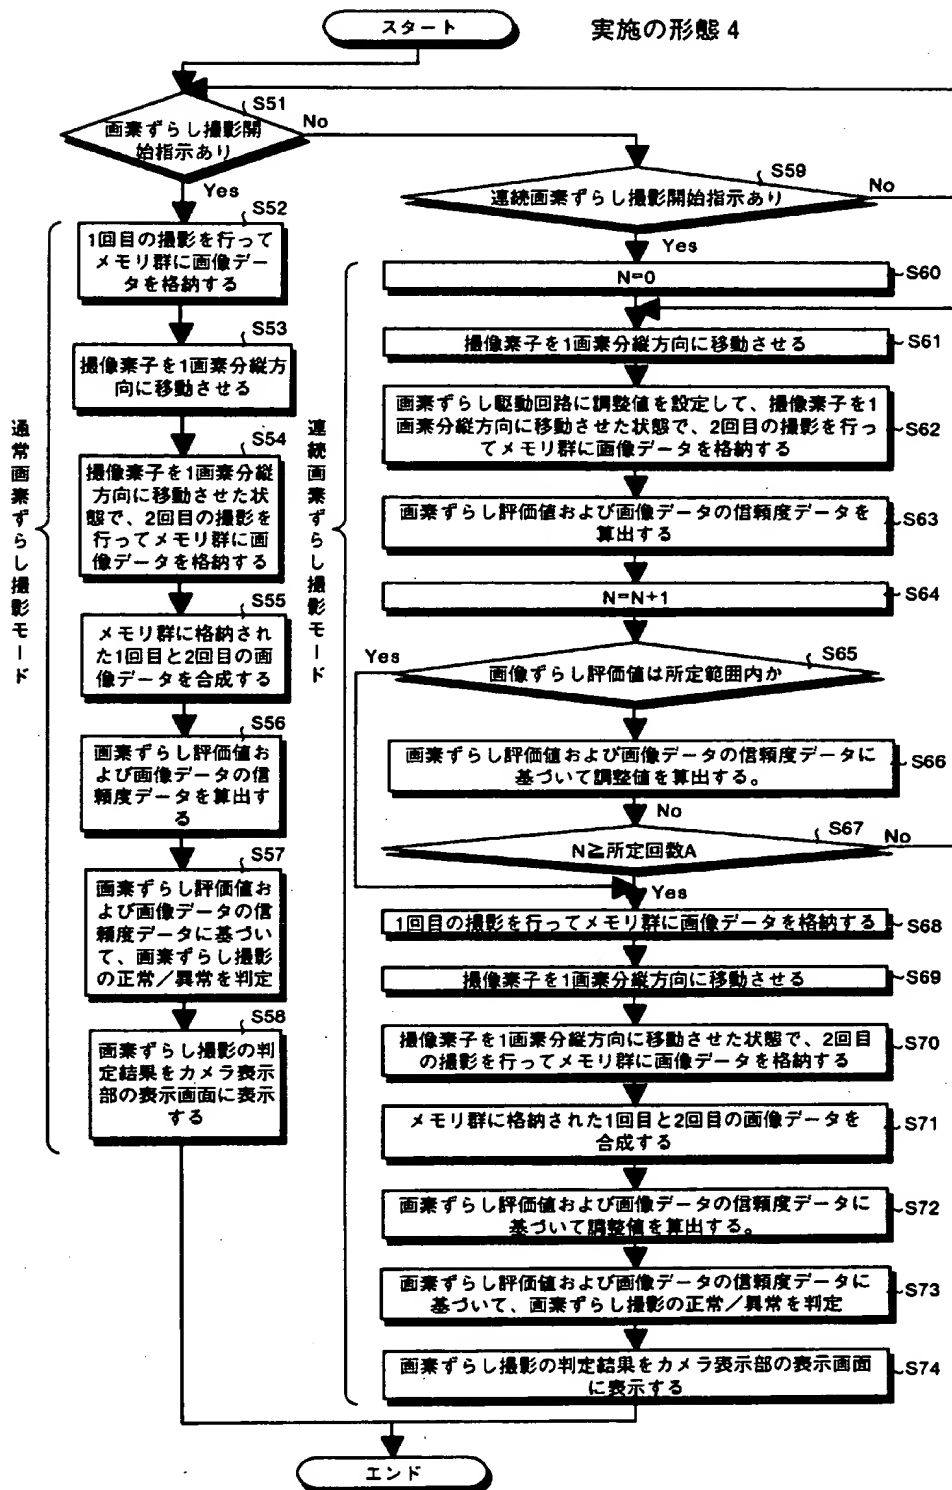 スタート
実施の形態4
S51
画素ずらし撮影開
始指示あり
No
Yes
通常画素ずらし撮影モード
S52
1回目の撮影を行って
メモリ群に画像デー
タを格納する
S53
撮像素子を1画素分縦方
向に移動させる
S54
撮像素子を1画素分縦
方向に移動させた状
態で、2回目の撮影を
行ってメモリ群に画
像データを格納する
S55
メモリ群に格納され
た1回目と2回目の画
像データを合成する
S56
画素ずらし評価値お
よび画像データの信
頼度データを算出す
る
S57
画素ずらし評価値お
よび画像データの信
頼度データに基づい
て、画素ずらし撮影
の正常／異常を判定
S58
画素ずらし撮影の判
定結果をカメラ表示
部の表示画面に表示
する
S59
連続画素ずらし撮影開始指示あり
No
Yes
連続画素ずらし撮影モード
N=0
S60
撮像素子を1画素分縦方向に移動させる
S61
画素ずらし駆動回路に調整値を設定して、撮像素子を1
画素分縦方向に移動させた状態で、2回目の撮影を行っ
てメモリ群に画像データを格納する
S62
画素ずらし評価値および画像データの信頼度データを
算出する
S63
N=N+1
S64
Yes
S65
画像ずらし評価値は所定範囲内か
画素ずらし評価値および画像データの信頼度データに
基づいて調整値を算出する。
S66
No
S67
N≧所定回数A
No
Yes
1回目の撮影を行ってメモリ群に画像データを格納する
S68
撮像素子を1画素分縦方向に移動させる
S69
撮像素子を1画素分縦方向に移動させた状態で、2回目
の撮影を行ってメモリ群に画像データを格納する
S70
メモリ群に格納された1回目と2回目の画像データを
合成する
S71
画素ずらし評価値および画像データの信頼度データに
基づいて調整値を算出する。
S72
画素ずらし評価値および画像データの信頼度データに
基づいて、画素ずらし撮影の正常／異常を判定
S73
画素ずらし撮影の判定結果をカメラ表示部の表示画面
に表示する
S74
エンド